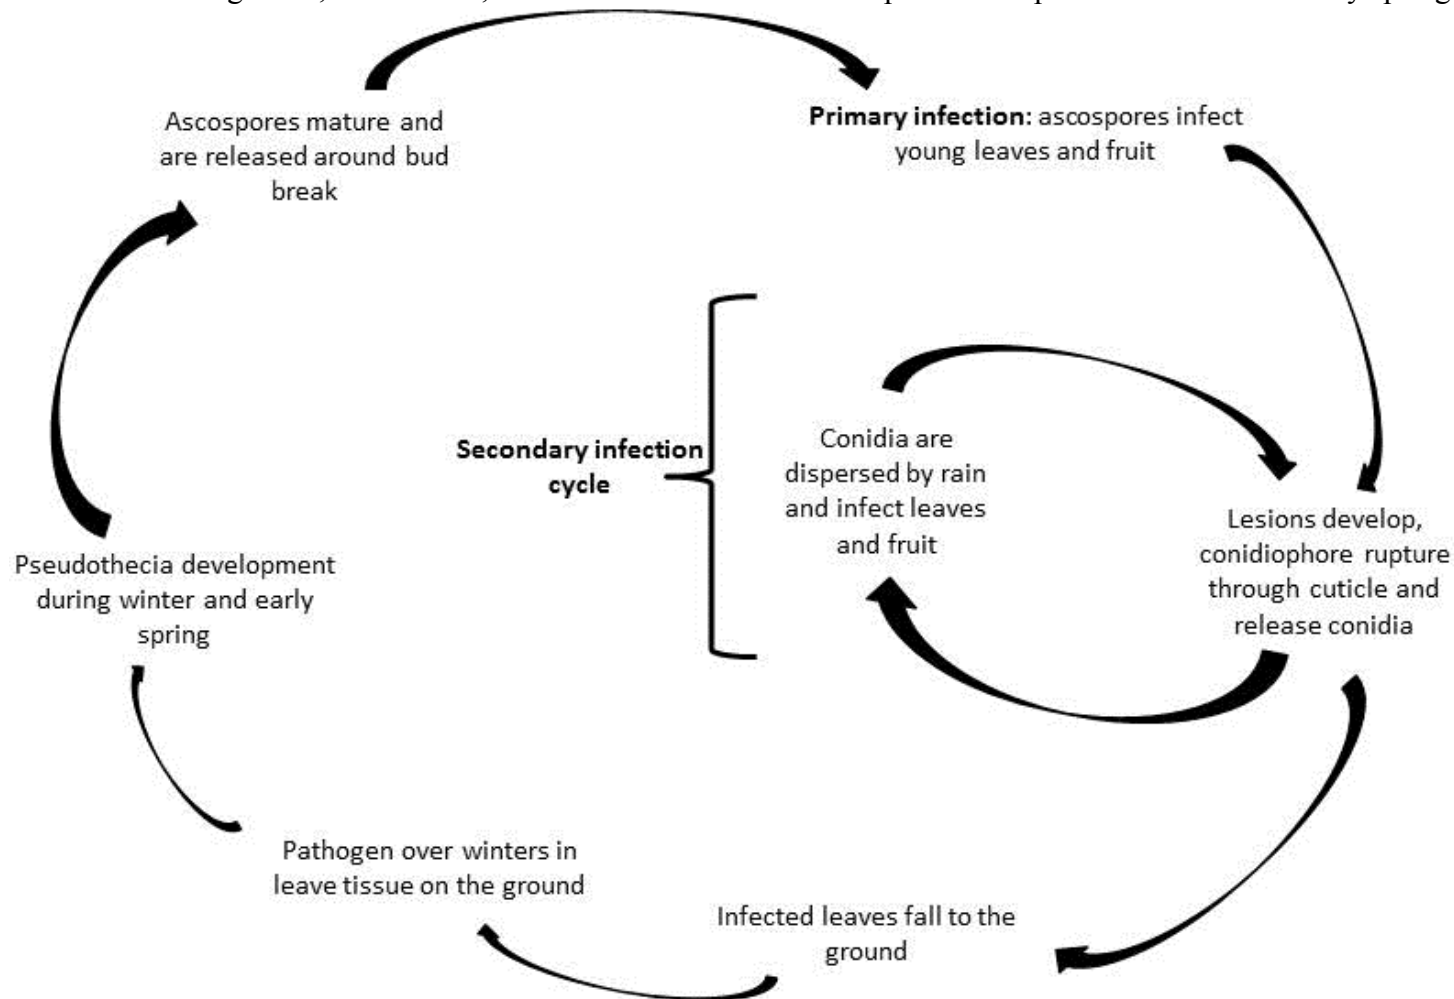 Ascospores mature and
are released around bud
break
Primary infection: ascospores infect
young leaves and fruit
Secondary infection
cycle
Conidia are
dispersed by rain
and infect leaves
and fruit
Lesions develop,
conidiophore rupture
through cuticle and
release conidia
Pseudothecia development
during winter and early
spring
Pathogen over winters in
leave tissue on the ground
Infected leaves fall to the
ground